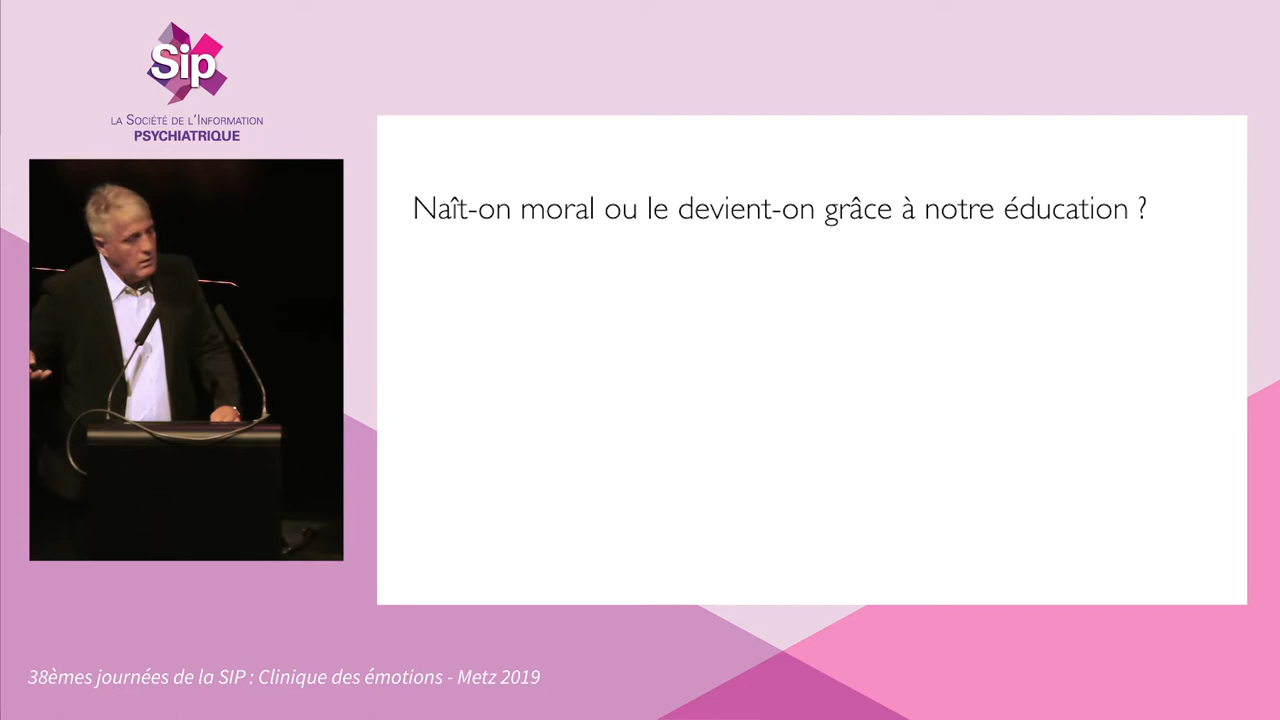 Sip
LA SOCIÉTÉ DE L'INFORMATION
PSYCHIATRIQUE
Naît-on moral ou le devient-on grâce à notre éducation ?
38èmes journées de la SIP : Clinique des émotions - Metz 2019